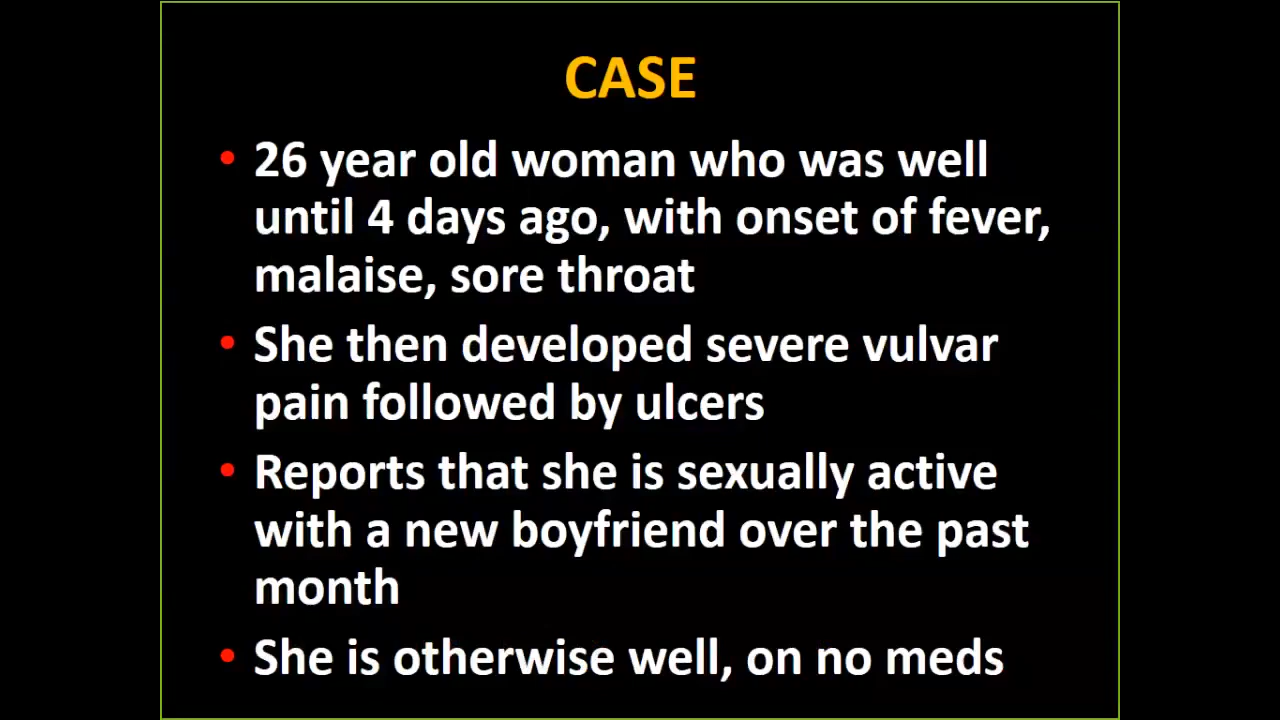 CASE
• 26 year old woman who was well
until 4 days ago, with onset of fever,
malaise, sore throat
• She then developed severe vulvar
pain followed by ulcers
• Reports that she is sexually active
with a new boyfriend over the past
month
• She is otherwise well, on no meds